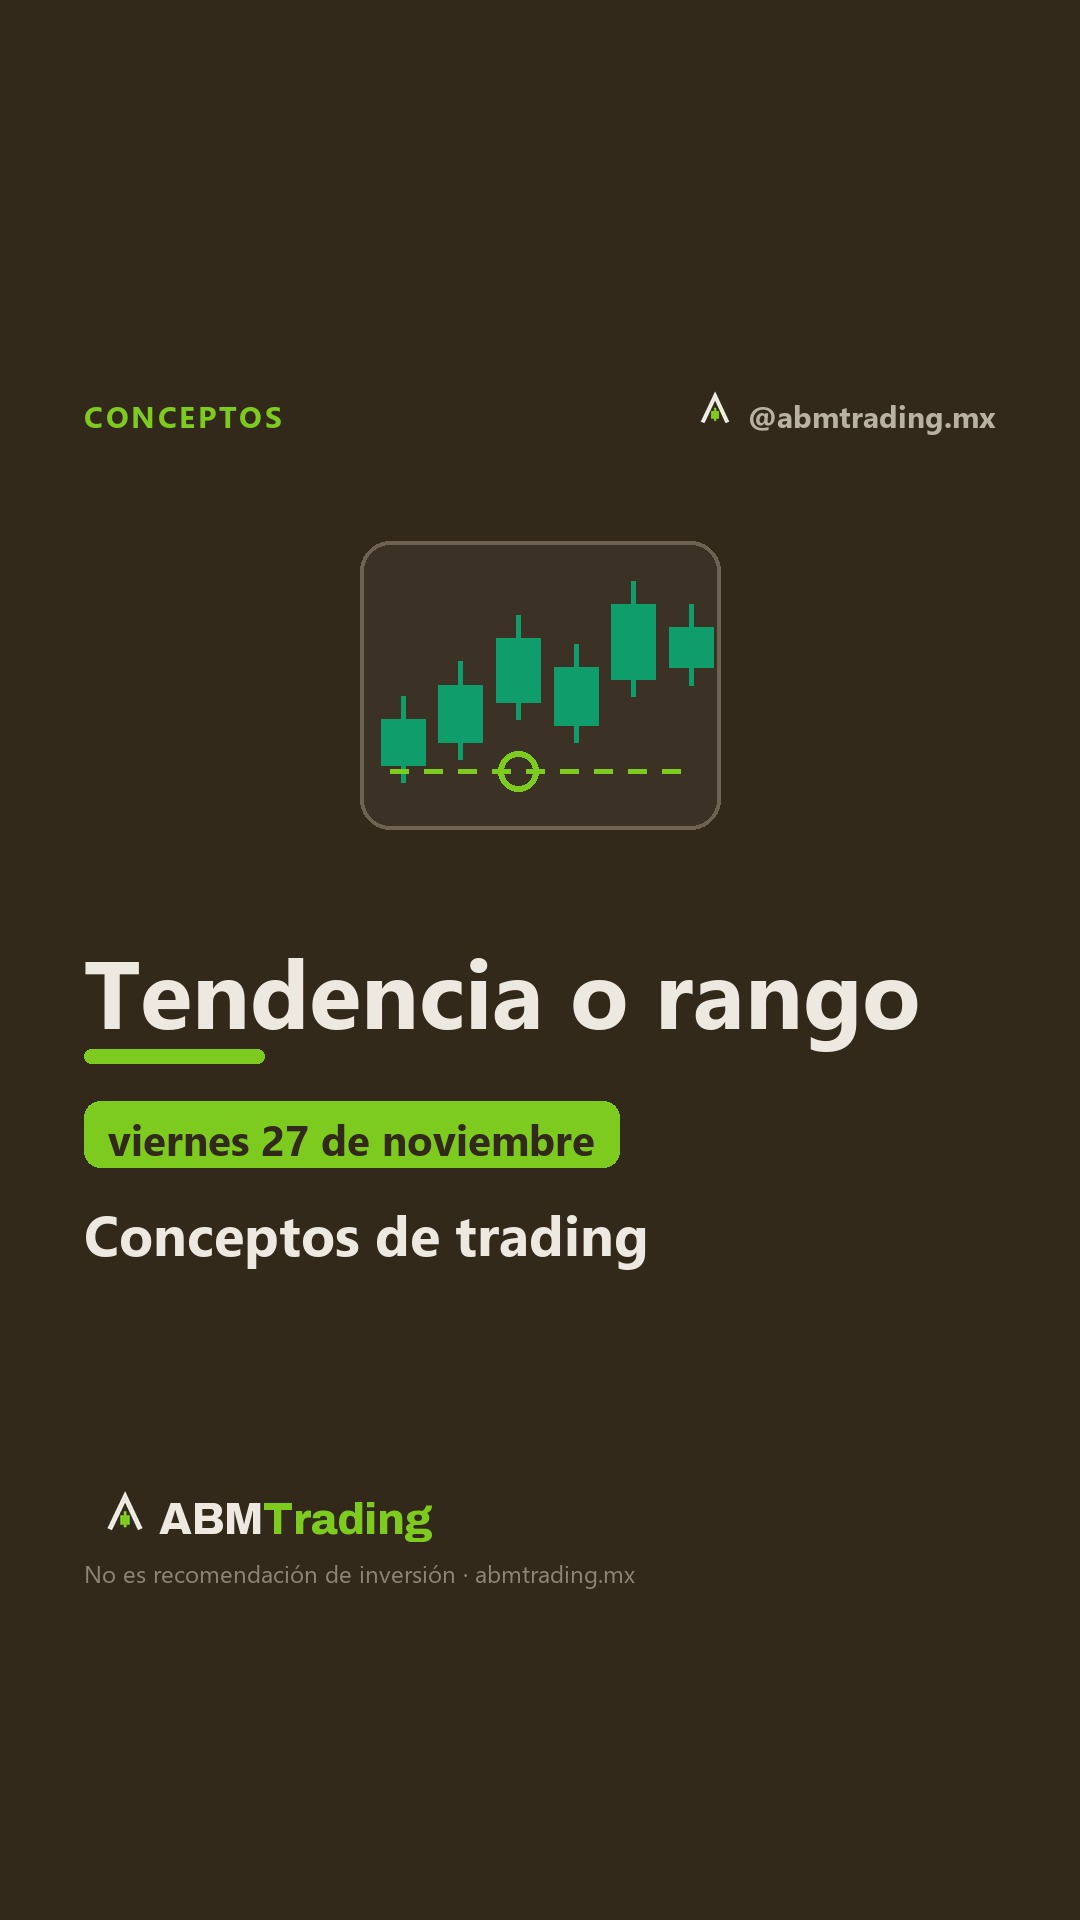 CONCEPTOS
@abmtrading.mx
Tendencia o rango
viernes 27 de noviembre
Conceptos de trading
ABMTrading
No es recomendación de inversión · abmtrading.mx